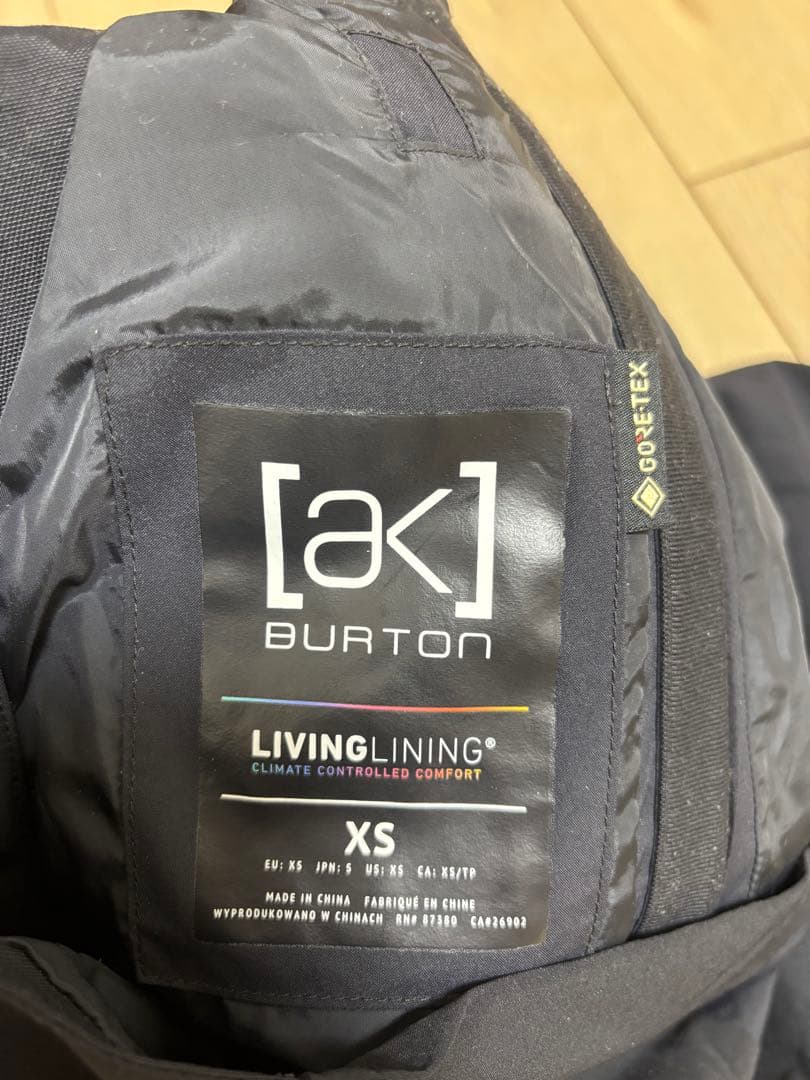 [ak]
BURTON
LIVINGLINING®
CLIMATE CONTROLLED COMFORT
XS
EU: XS JPN: S US: XS CA: XS/TP
MADE IN CHINA FABRIQUÉ EN CHINE
WYPRODUKOWANO W CHINACH RN# 87380 CA#26902
GORE-TEX